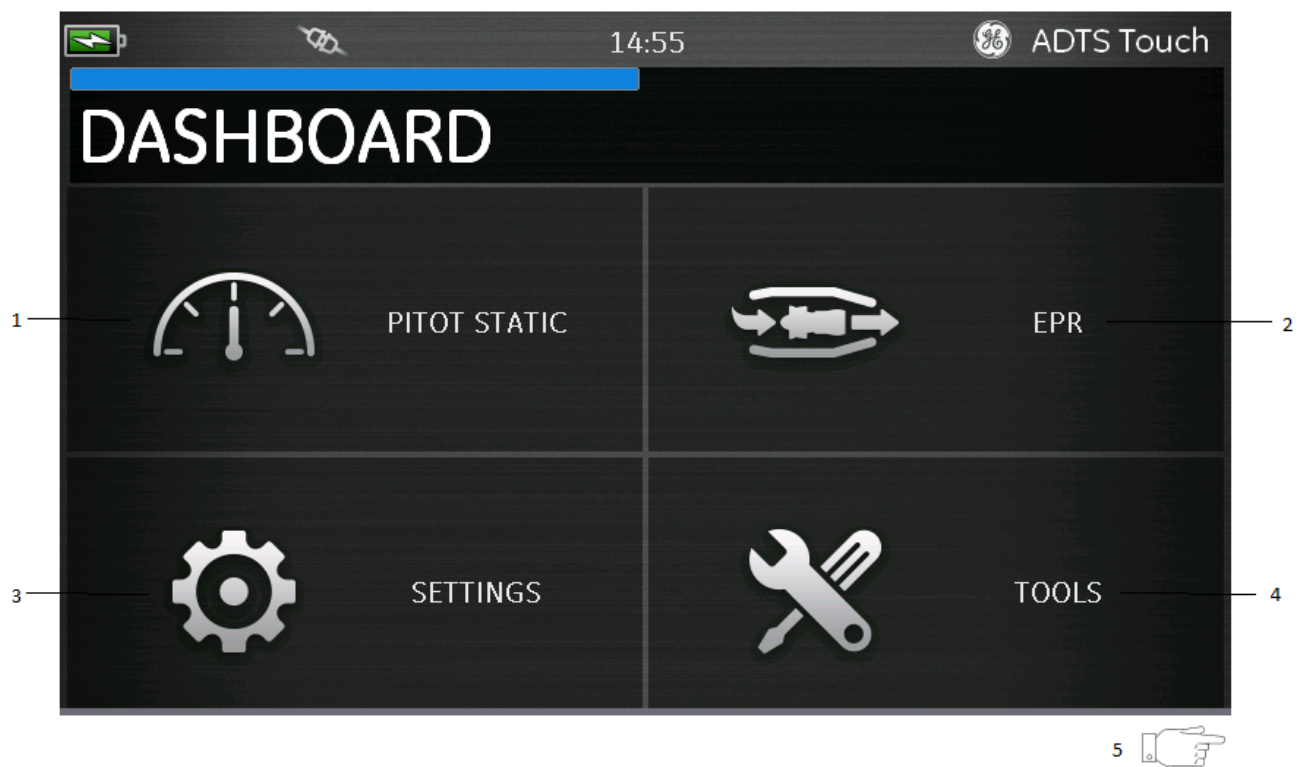 14:55
ADTS Touch
DASHBOARD
1
PITOT STATIC
EPR
2
3
SETTINGS
TOOLS
4
5